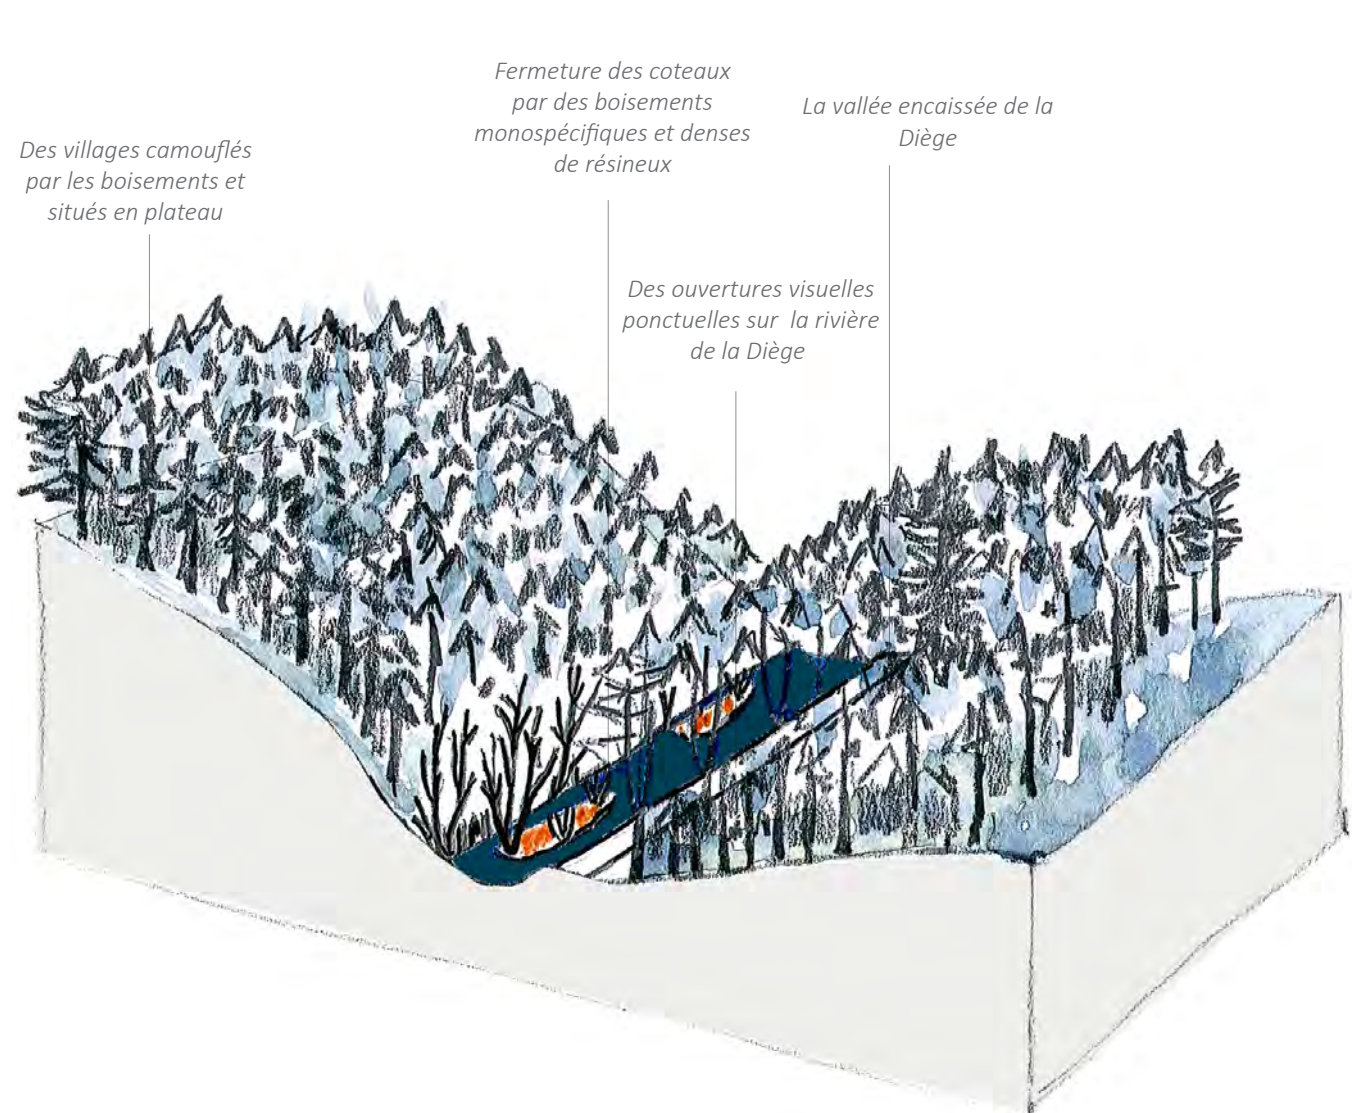 Des villages camouflés
par les boisements et
situés en plateau
Fermeture des coteaux
par des boisements
monospécifiques et denses
de résineux
La vallée encaissée de la
Diège
Des ouvertures visuelles
ponctuelles sur  la rivière
de la Diège